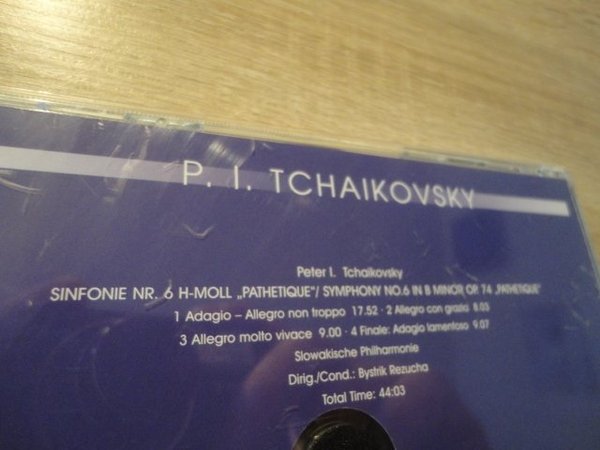 P. I. TCHAIKOVSKY
Peter I. Tchaikovsky
SINFONIE NR. 6 H-MOLL „PATHETIQUE"/ SYMPHONY NO.6 IN B MINOR OP. 74 „PATHETIQUE"
1 Adagio – Allegro non troppo 17.52 · 2 Allegro con grazia 8.03
3 Allegro molto vivace 9.00 · 4 Finale: Adagio lamentoso 9.07
Slowakische Philharmonie
Dirig./Cond.: Bystrik Rezucha
Total Time: 44:03